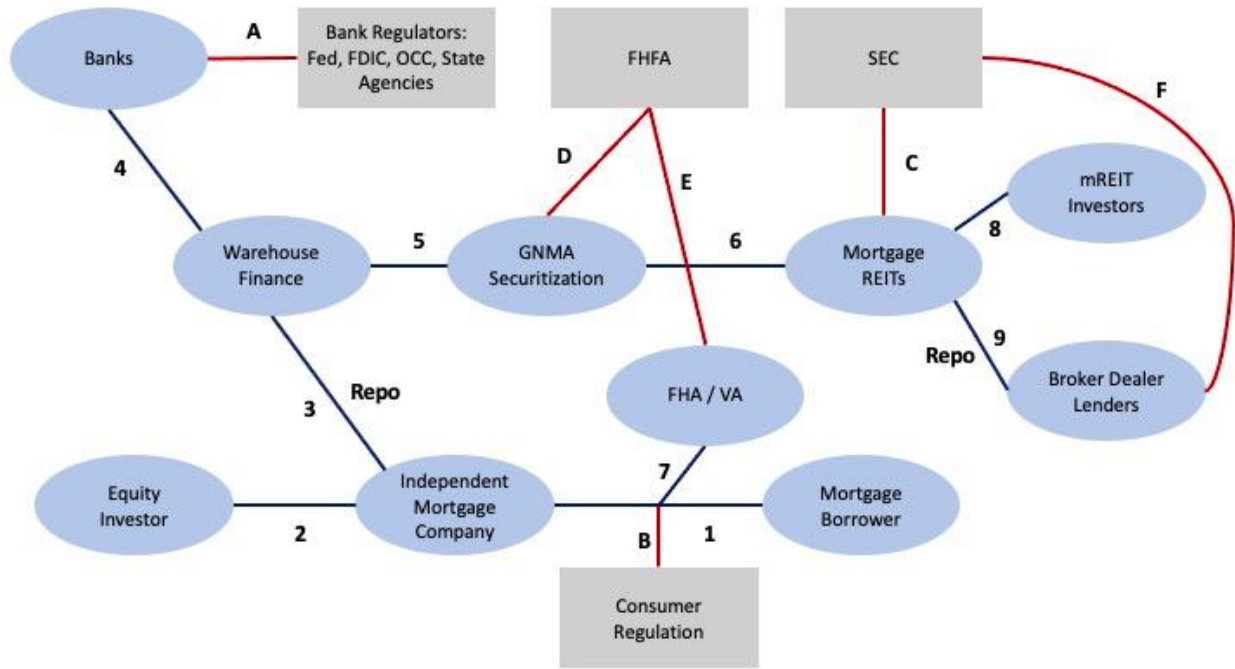 A
Banks
Bank Regulators:
Fed, FDIC, OCC, State
Agencies
FHFA
SEC
F
4
D
E
C
mREIT
Investors
8
Warehouse
Finance
5
GNMA
Securitization
6
Mortgage
REITs
9
Repo
Broker Dealer
Lenders
Repo
3
FHA / VA
7
Equity
Investor
2
Independent
Mortgage
Company
B
1
Mortgage
Borrower
Consumer
Regulation